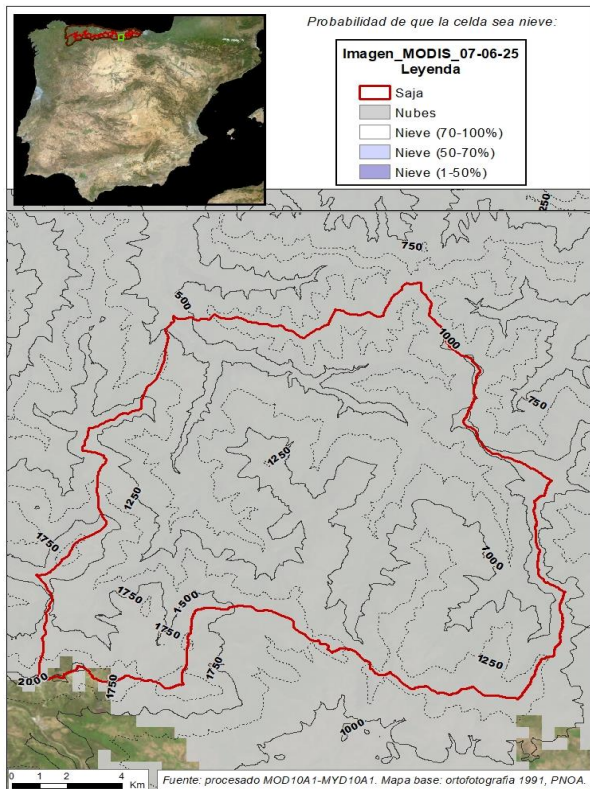 Probabilidad de que la celda sea nieve:
Imagen_MODIS_07-06-25
Leyenda
Saja
Nubes
Nieve (70-100%)
Nieve (50-70%)
Nieve (1-50%)
250
750
500
1000
750
1250
1250
1750
1000
1750
1500
1750
1750
1250
2000
1750
1000
0 1 2 4
Km
Fuente: procesado MOD10A1-MYD10A1. Mapa base: ortofotografia 1991, PNOA.